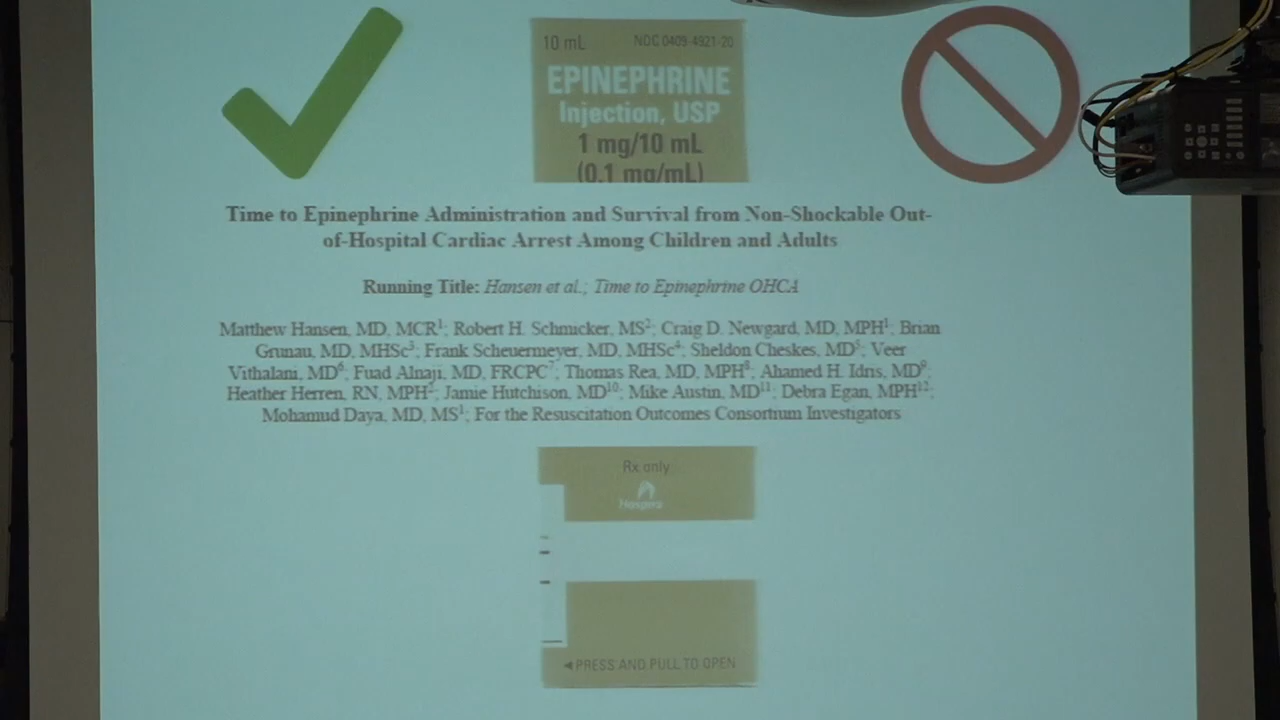 10 mL NDC 0409-4921-20
EPINEPHRINE
Injection, USP
1 mg/10 mL
(0.1 mg/mL)
Time to Epinephrine Administration and Survival from Non-Shockable Out-
of-Hospital Cardiac Arrest Among Children and Adults
Running Title: Hansen et al.; Time to Epinephrine OHCA
Matthew Hansen, MD, MCR1; Robert H. Schmicker, MS2; Craig D. Newgard, MD, MPH1; Brian
Grunau, MD, MHSc3; Frank Scheuermeyer, MD, MHSc4; Sheldon Cheskes, MD5; Veer
Vithalani, MD6; Fuad Alnaji, MD, FRCPC7; Thomas Rea, MD, MPH8; Ahamed H. Idris, MD9;
Heather Herren, RN, MPH2; Jamie Hutchison, MD10; Mike Austin, MD11; Debra Egan, MPH12;
Mohamud Daya, MD, MS1; For the Resuscitation Outcomes Consortium Investigators
Rx only
Hospira
◄PRESS AND PULL TO OPEN